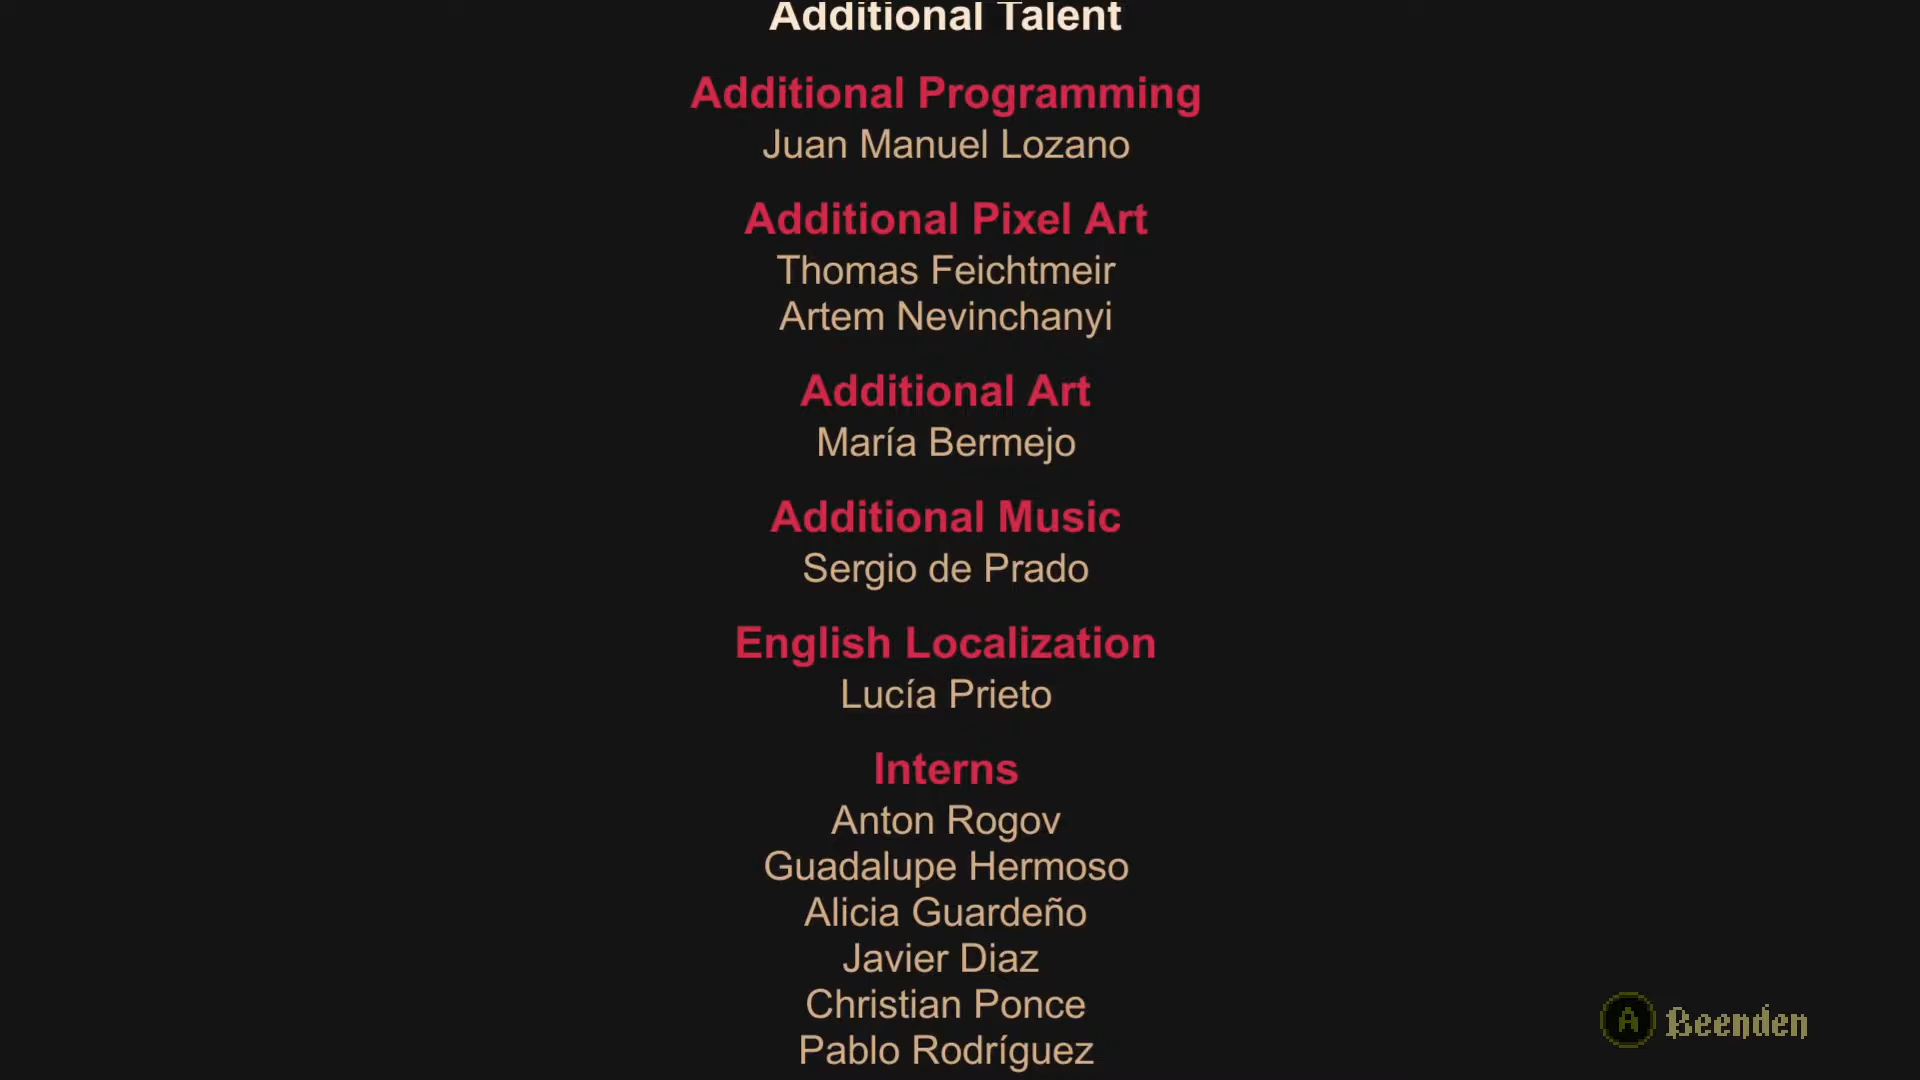 Additional Talent
Additional Programming
Juan Manuel Lozano
Additional Pixel Art
Thomas Feichtmeir
Artem Nevinchanyi
Additional Art
María Bermejo
Additional Music
Sergio de Prado
English Localization
Lucía Prieto
Interns
Anton Rogov
Guadalupe Hermoso
Alicia Guardeño
Javier Diaz
Christian Ponce
Pablo Rodríguez
A Beenden